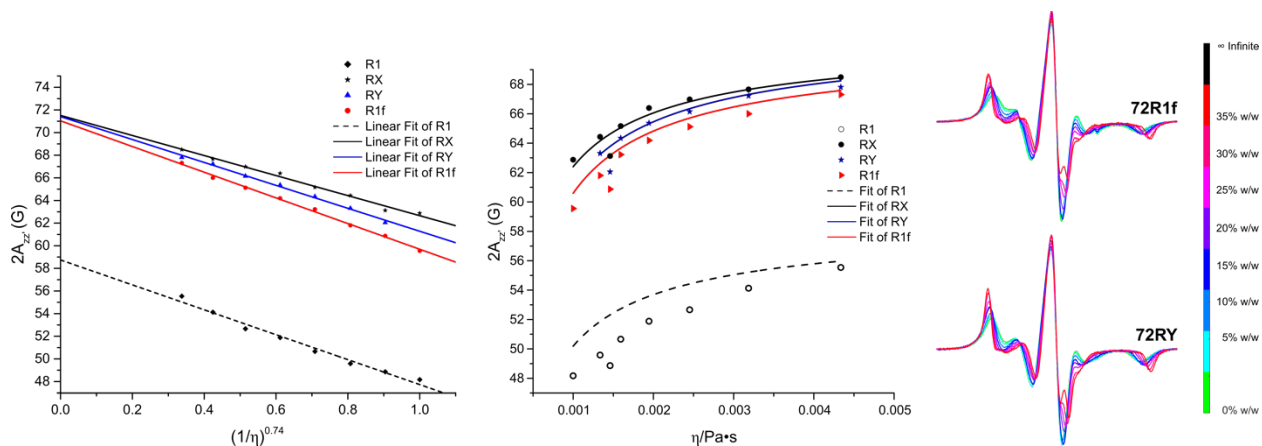 74
72
70
68
66
64
62
60
58
56
54
52
50
48
2A_zz' (G)
R1
RX
RY
R1f
Linear Fit of R1
Linear Fit of RX
Linear Fit of RY
Linear Fit of R1f
0.0 0.2 0.4 0.6 0.8 1.0
(1/η)^0.74
68
66
64
62
60
58
56
54
52
50
48
2A_zz' (G)
R1
RX
RY
R1f
Fit of R1
Fit of RX
Fit of RY
Fit of R1f
0.001 0.002 0.003 0.004 0.005
η/Pa•s
72R1f
72RY
∞ Infinite
35% w/w
30% w/w
25% w/w
20% w/w
15% w/w
10% w/w
5% w/w
0% w/w